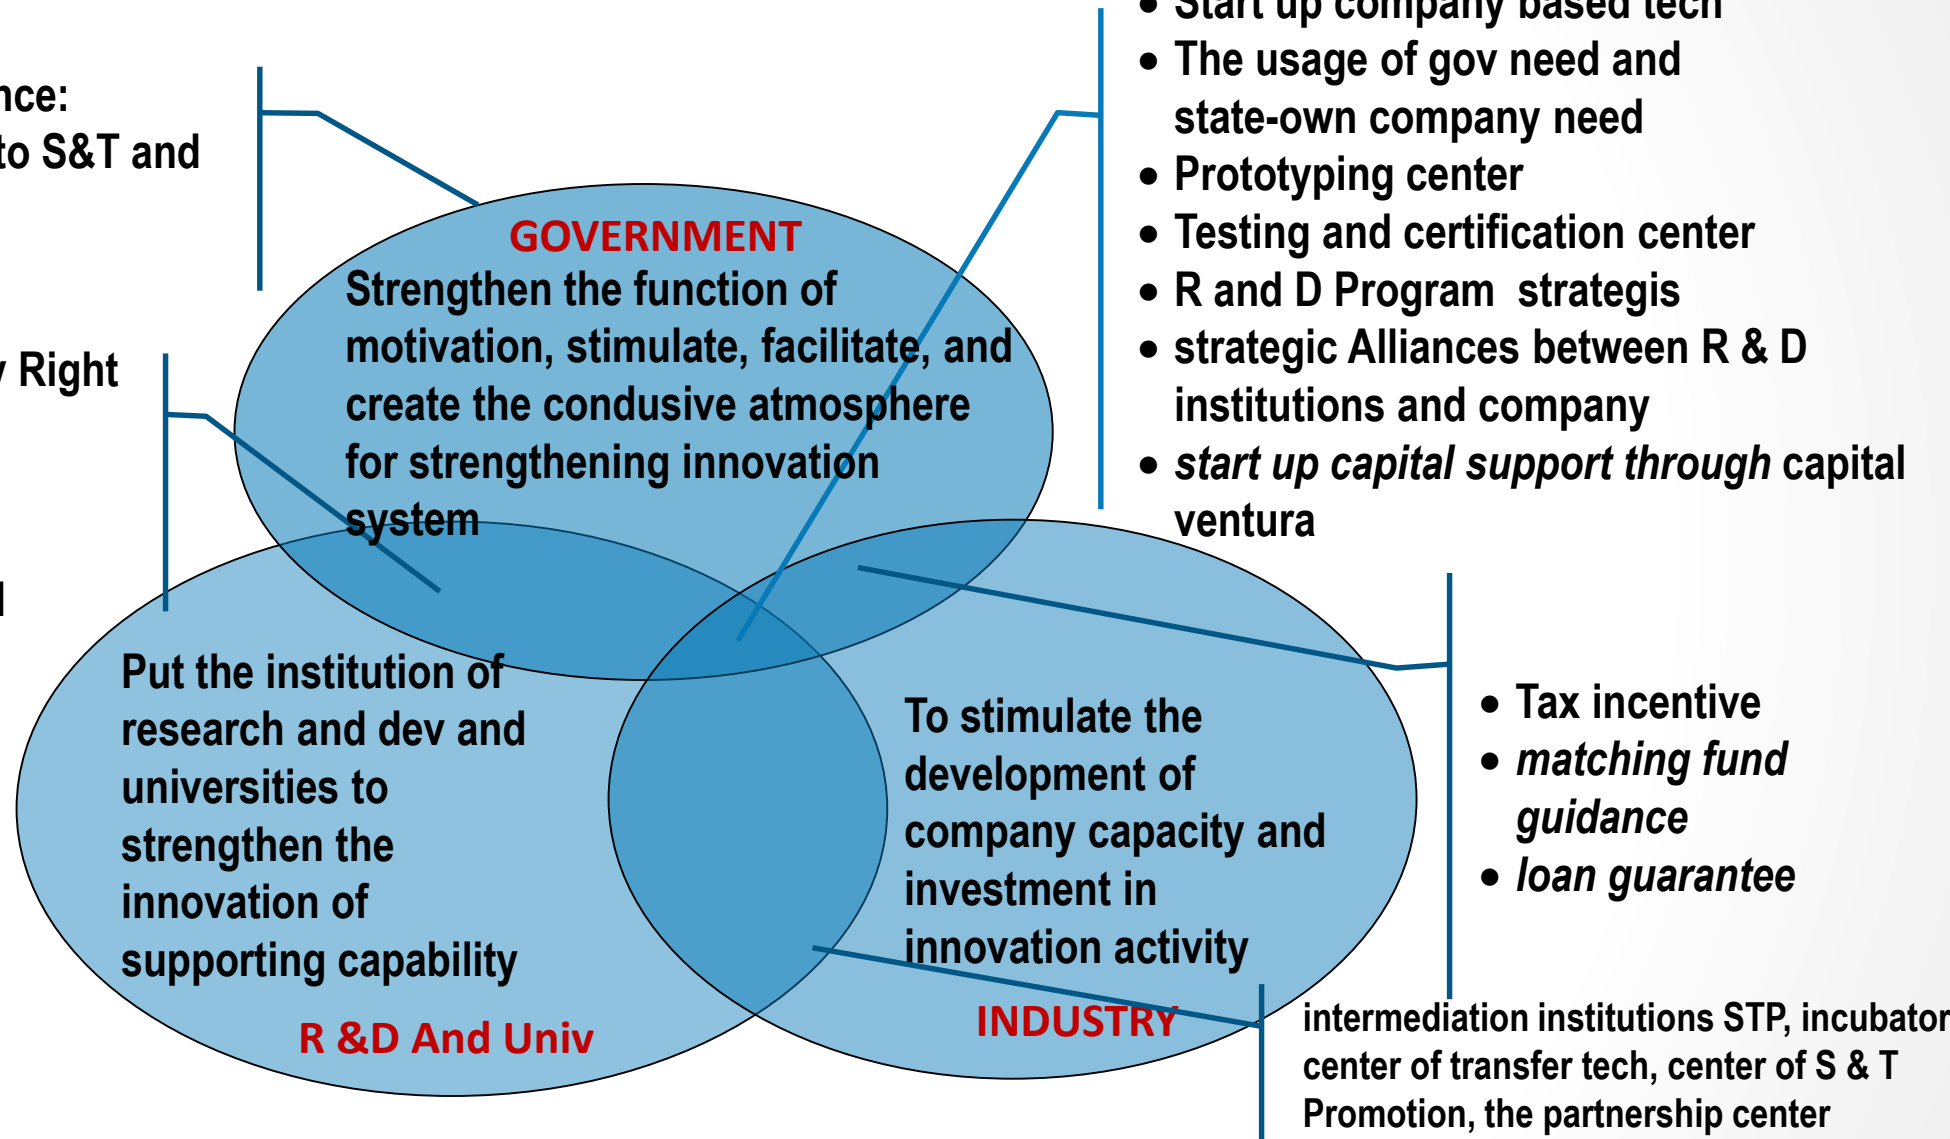 nce:
to S&T and
y Right
GOVERNMENT
Strengthen the function of
motivation, stimulate, facilitate, and
create the condusive atmosphere
for strengthening innovation
system
• Start up company based tech
• The usage of gov need and
state-own company need
• Prototyping center
• Testing and certification center
• R and D Program  strategis
• strategic Alliances between R & D
institutions and company
• start up capital support through capital
ventura
Put the institution of
research and dev and
universities to
strengthen the
innovation of
supporting capability
R &D And Univ
To stimulate the
development of
company capacity and
investment in
innovation activity
INDUSTRY
• Tax incentive
• matching fund
guidance
• loan guarantee
intermediation institutions STP, incubator
center of transfer tech, center of S & T
Promotion, the partnership center